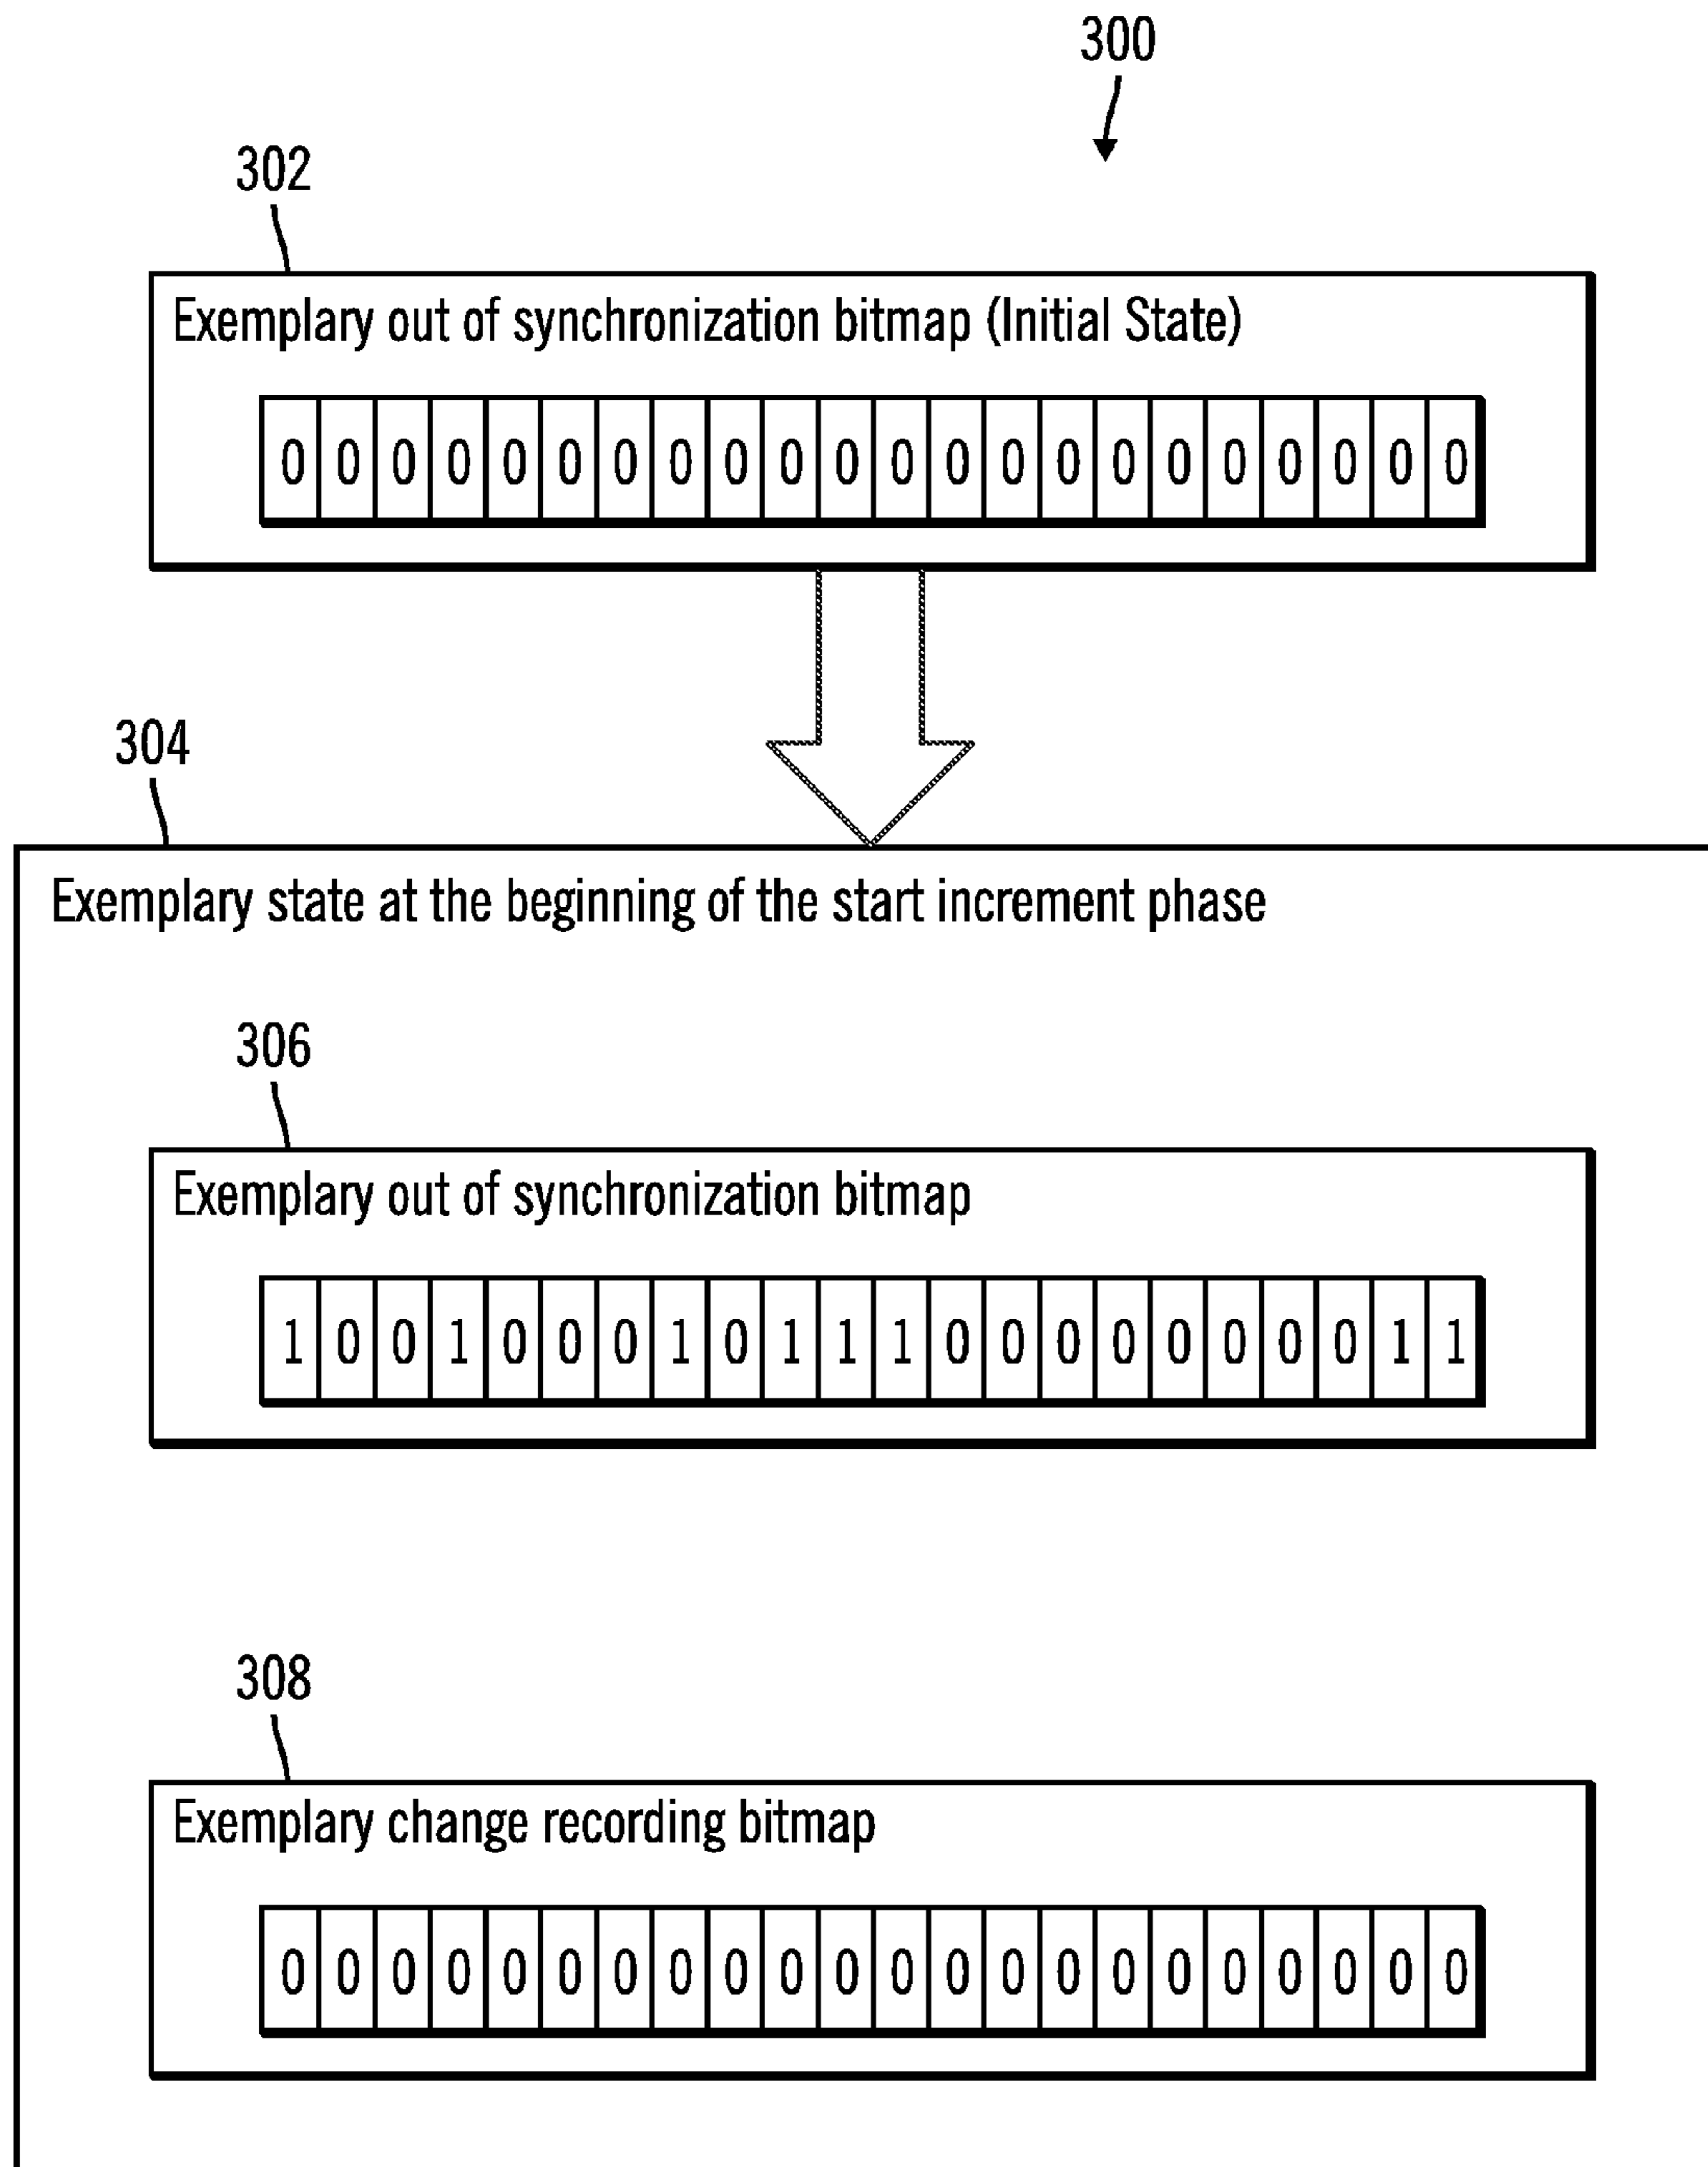 300
302
Exemplary out of synchronization bitmap (Initial State)
0 0 0 0 0 0 0 0 0 0 0 0 0 0 0 0 0 0 0 0 0 0
304
Exemplary state at the beginning of the start increment phase
306
Exemplary out of synchronization bitmap
1 0 0 1 0 0 0 1 0 1 1 1 0 0 0 0 0 0 0 0 1 1
308
Exemplary change recording bitmap
0 0 0 0 0 0 0 0 0 0 0 0 0 0 0 0 0 0 0 0 0 0